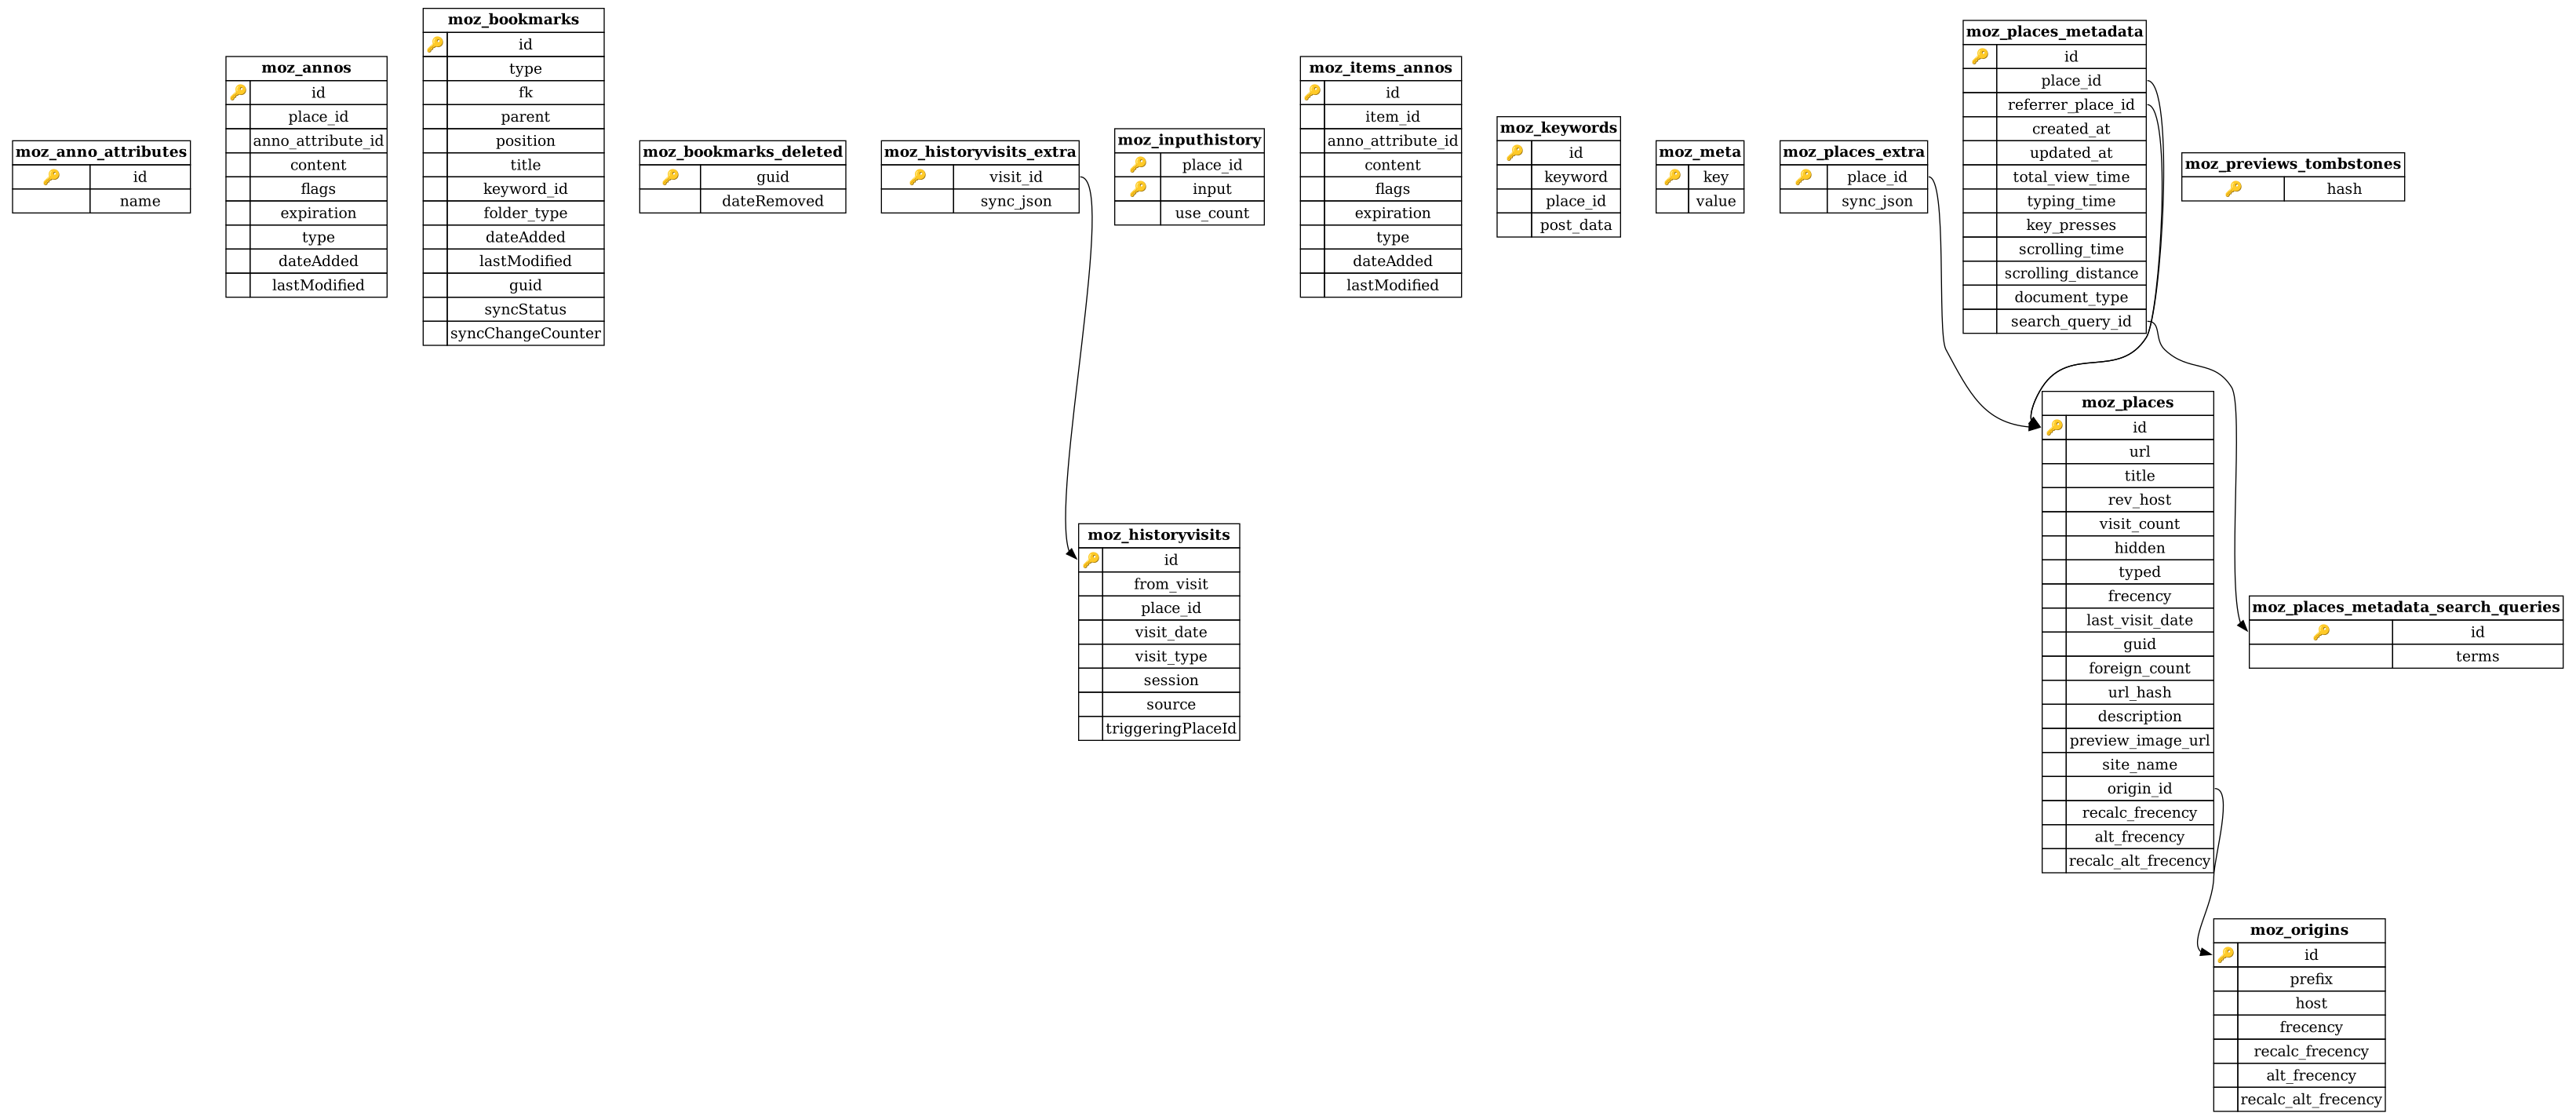 moz_anno_attributes
id
name
moz_annos
id
place_id
anno_attribute_id
content
flags
expiration
type
dateAdded
lastModified
moz_bookmarks
id
type
fk
parent
position
title
keyword_id
folder_type
dateAdded
lastModified
guid
syncStatus
syncChangeCounter
moz_bookmarks_deleted
guid
dateRemoved
moz_historyvisits_extra
visit_id
sync_json
moz_inputhistory
place_id
input
use_count
moz_items_annos
id
item_id
anno_attribute_id
content
flags
expiration
type
dateAdded
lastModified
moz_keywords
id
keyword
place_id
post_data
moz_meta
key
value
moz_places_extra
place_id
sync_json
moz_places_metadata
id
place_id
referrer_place_id
created_at
updated_at
total_view_time
typing_time
key_presses
scrolling_time
scrolling_distance
document_type
search_query_id
moz_previews_tombstones
hash
moz_historyvisits
id
from_visit
place_id
visit_date
visit_type
session
source
triggeringPlaceId
moz_places
id
url
title
rev_host
visit_count
hidden
typed
frecency
last_visit_date
guid
foreign_count
url_hash
description
preview_image_url
site_name
origin_id
recalc_frecency
alt_frecency
recalc_alt_frecency
moz_places_metadata_search_queries
id
terms
moz_origins
id
prefix
host
frecency
recalc_frecency
alt_frecency
recalc_alt_frecency